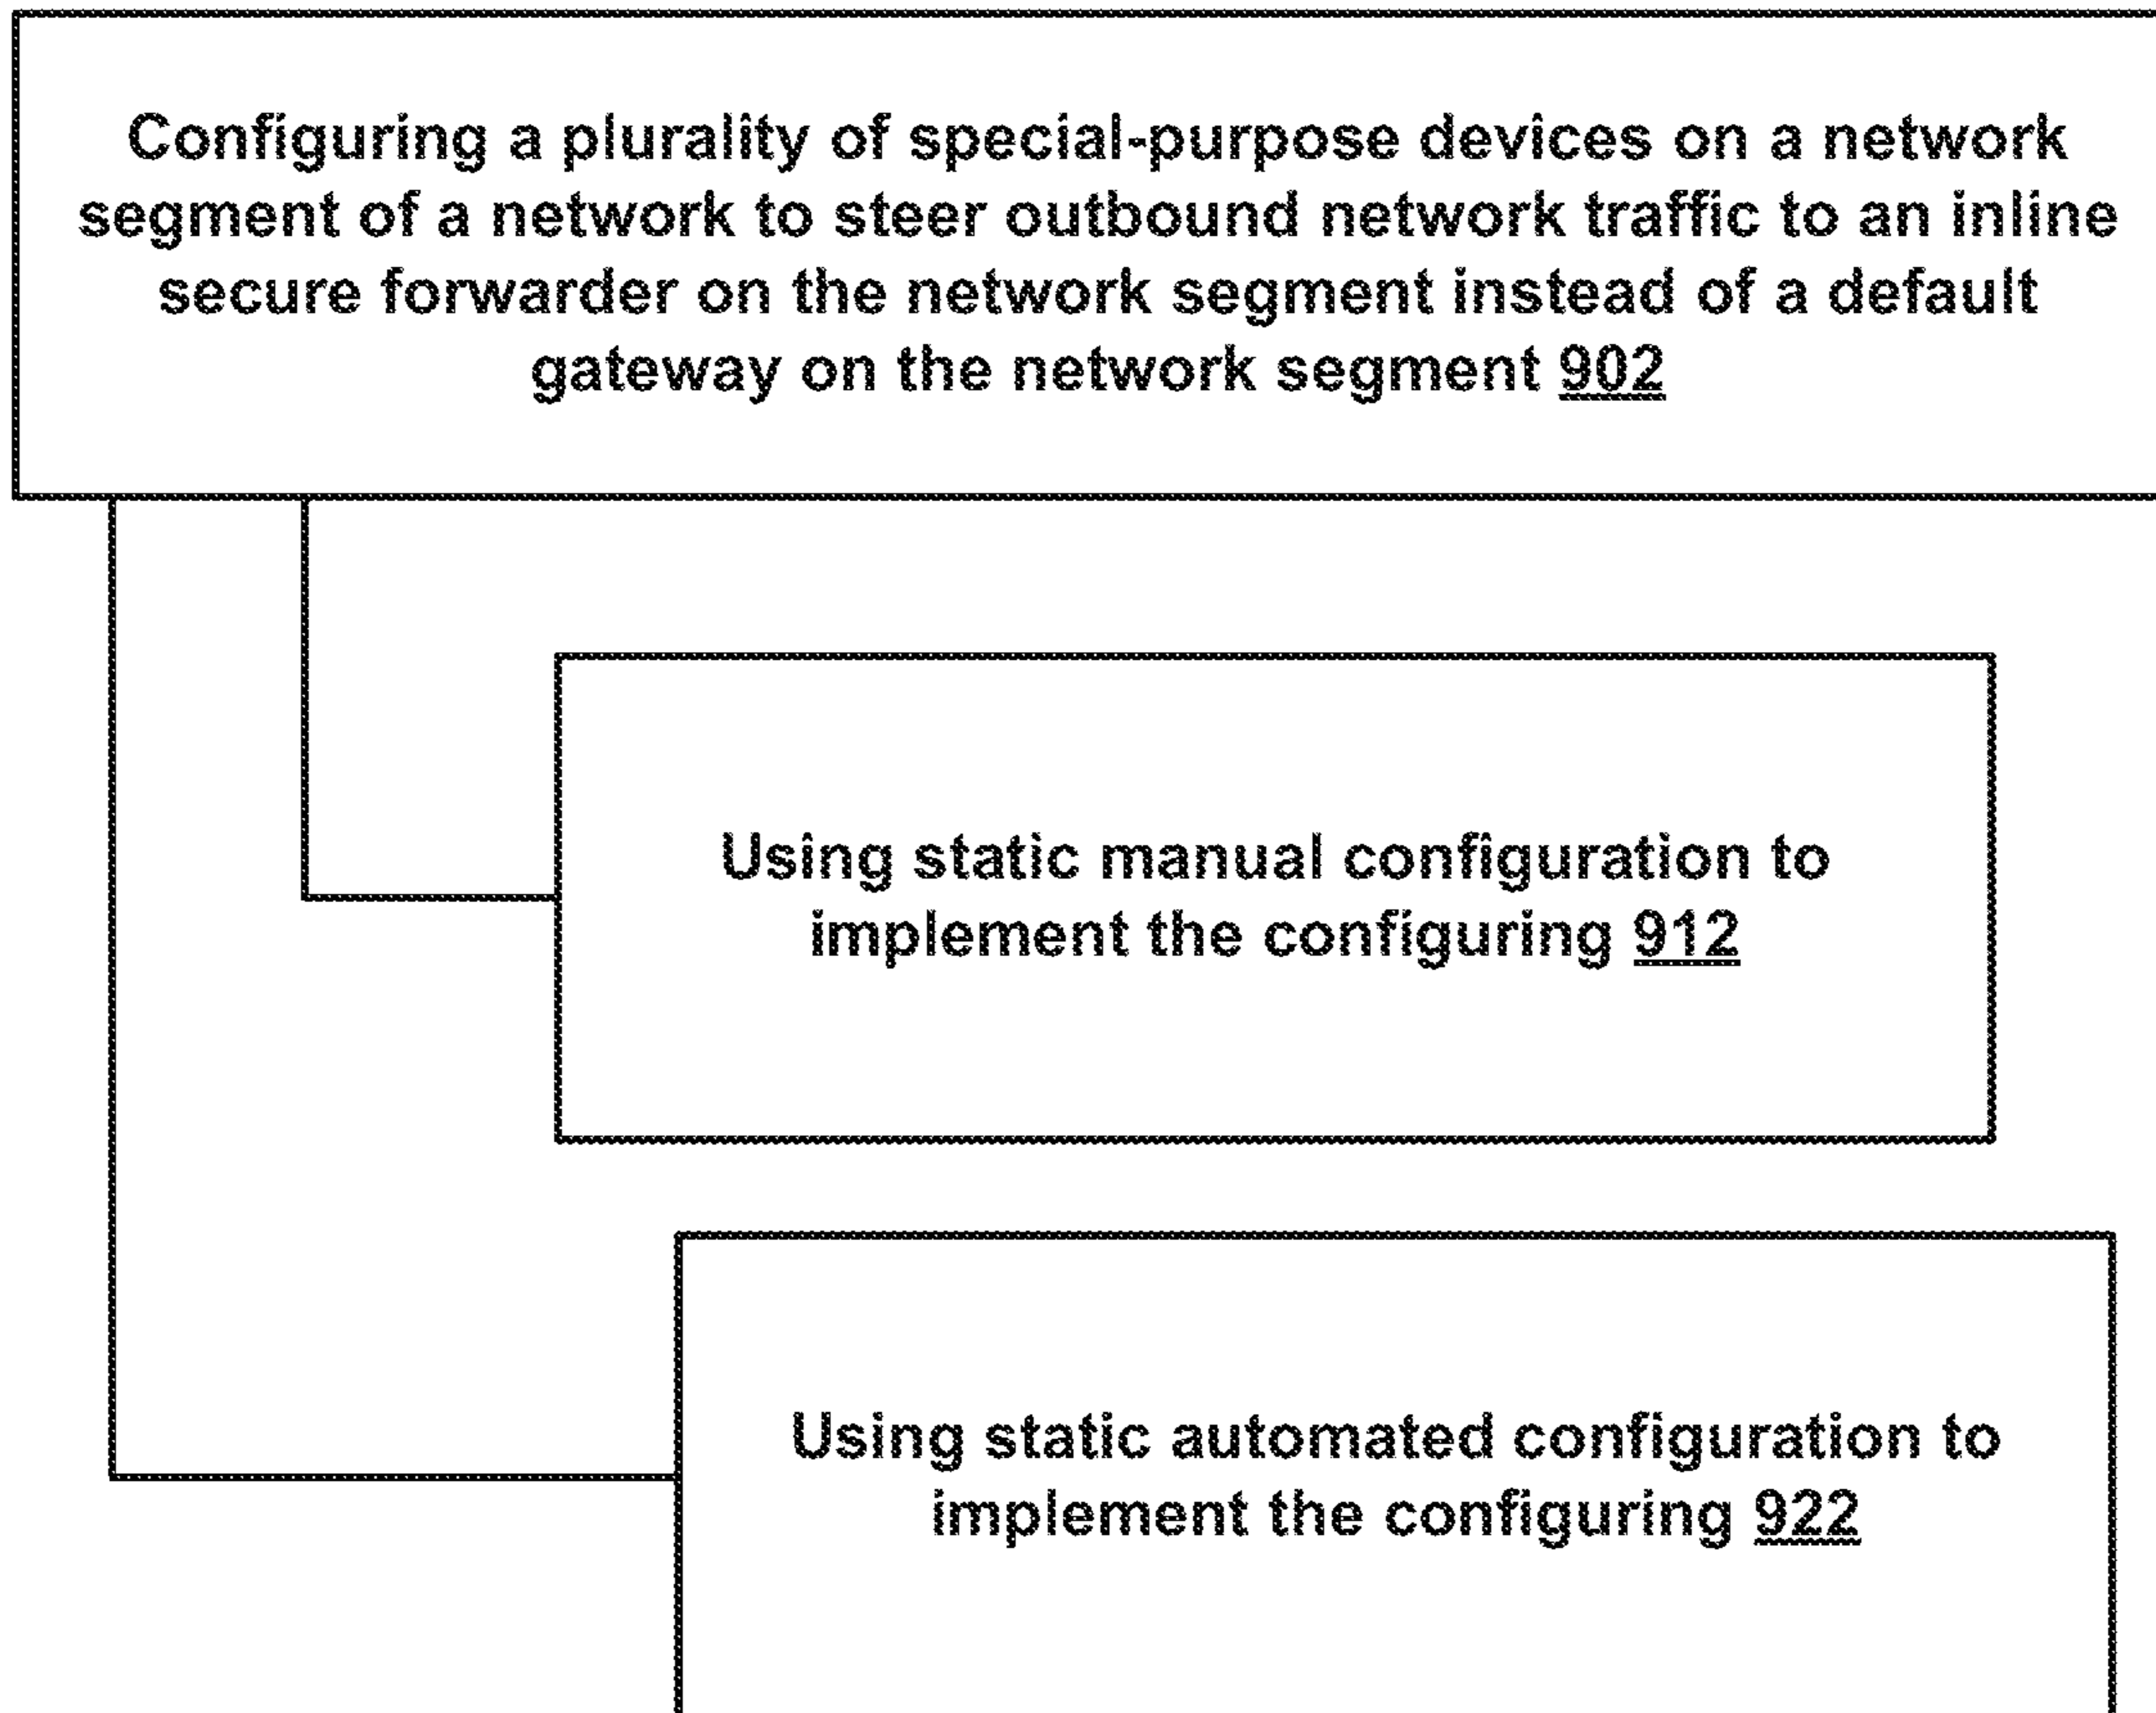 Configuring a plurality of special-purpose devices on a network
segment of a network to steer outbound network traffic to an inline
secure forwarder on the network segment instead of a default
gateway on the network segment 902
Using static manual configuration to
implement the configuring 912
Using static automated configuration to
implement the configuring 922